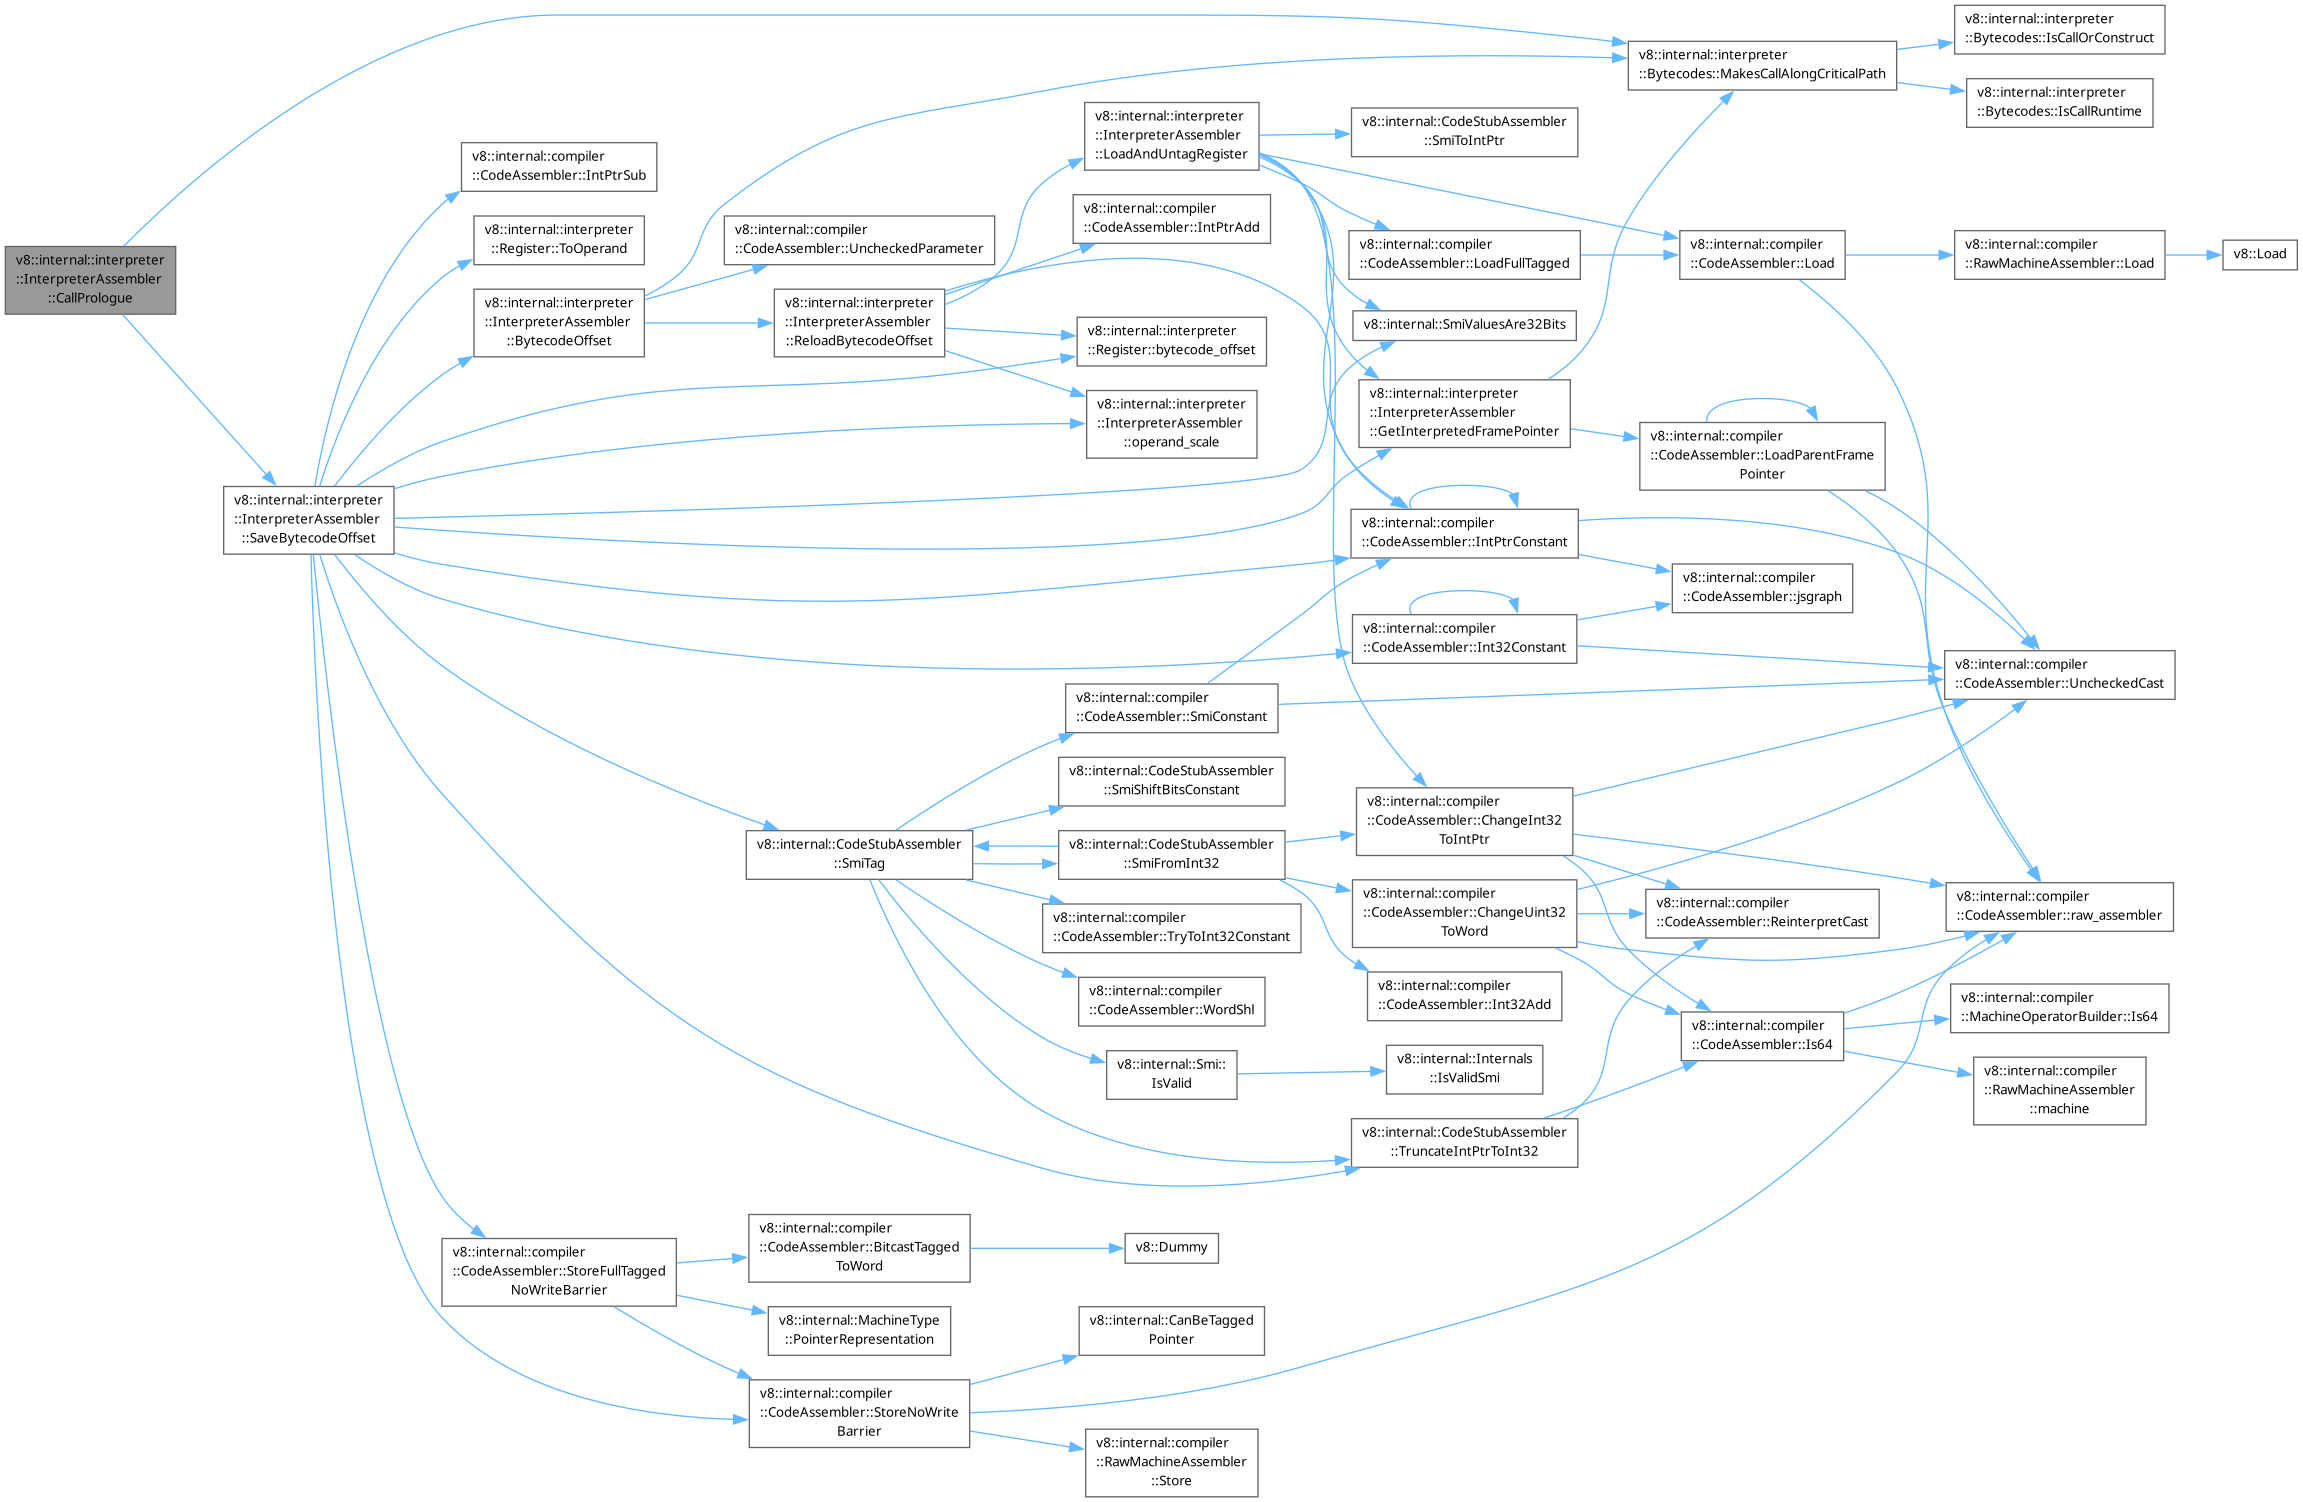 v8::internal::interpreter
::InterpreterAssembler
::CallPrologue
v8::internal::interpreter
::InterpreterAssembler
::SaveBytecodeOffset
v8::internal::compiler
::CodeAssembler::IntPtrSub
v8::internal::interpreter
::Register::ToOperand
v8::internal::interpreter
::InterpreterAssembler
::BytecodeOffset
v8::internal::compiler
::CodeAssembler::StoreFullTagged
NoWriteBarrier
v8::internal::compiler
::CodeAssembler::UncheckedParameter
v8::internal::interpreter
::InterpreterAssembler
::ReloadBytecodeOffset
v8::internal::CodeStubAssembler
::SmiTag
v8::internal::compiler
::CodeAssembler::BitcastTagged
ToWord
v8::internal::MachineType
::PointerRepresentation
v8::internal::compiler
::CodeAssembler::StoreNoWrite
Barrier
v8::internal::interpreter
::InterpreterAssembler
::LoadAndUntagRegister
v8::internal::compiler
::CodeAssembler::IntPtrAdd
v8::internal::interpreter
::Register::bytecode_offset
v8::internal::interpreter
::InterpreterAssembler
::operand_scale
v8::internal::compiler
::CodeAssembler::SmiConstant
v8::internal::CodeStubAssembler
::SmiShiftBitsConstant
v8::internal::CodeStubAssembler
::SmiFromInt32
v8::internal::compiler
::CodeAssembler::TryToInt32Constant
v8::internal::compiler
::CodeAssembler::WordShl
v8::internal::Smi::
IsValid
v8::Dummy
v8::internal::CanBeTagged
Pointer
v8::internal::compiler
::RawMachineAssembler
::Store
v8::internal::CodeStubAssembler
::SmiToIntPtr
v8::internal::compiler
::CodeAssembler::LoadFullTagged
v8::internal::SmiValuesAre32Bits
v8::internal::interpreter
::InterpreterAssembler
::GetInterpretedFramePointer
v8::internal::compiler
::CodeAssembler::IntPtrConstant
v8::internal::compiler
::CodeAssembler::Int32Constant
v8::internal::compiler
::CodeAssembler::ChangeInt32
ToIntPtr
v8::internal::compiler
::CodeAssembler::ChangeUint32
ToWord
v8::internal::compiler
::CodeAssembler::Int32Add
v8::internal::Internals
::IsValidSmi
v8::internal::CodeStubAssembler
::TruncateIntPtrToInt32
v8::internal::interpreter
::Bytecodes::MakesCallAlongCriticalPath
v8::internal::compiler
::CodeAssembler::Load
v8::internal::compiler
::CodeAssembler::LoadParentFrame
Pointer
v8::internal::compiler
::CodeAssembler::jsgraph
v8::internal::compiler
::CodeAssembler::ReinterpretCast
v8::internal::compiler
::CodeAssembler::Is64
v8::internal::interpreter
::Bytecodes::IsCallOrConstruct
v8::internal::interpreter
::Bytecodes::IsCallRuntime
v8::internal::compiler
::RawMachineAssembler::Load
v8::internal::compiler
::CodeAssembler::UncheckedCast
v8::internal::compiler
::CodeAssembler::raw_assembler
v8::internal::compiler
::MachineOperatorBuilder::Is64
v8::internal::compiler
::RawMachineAssembler
::machine
v8::Load